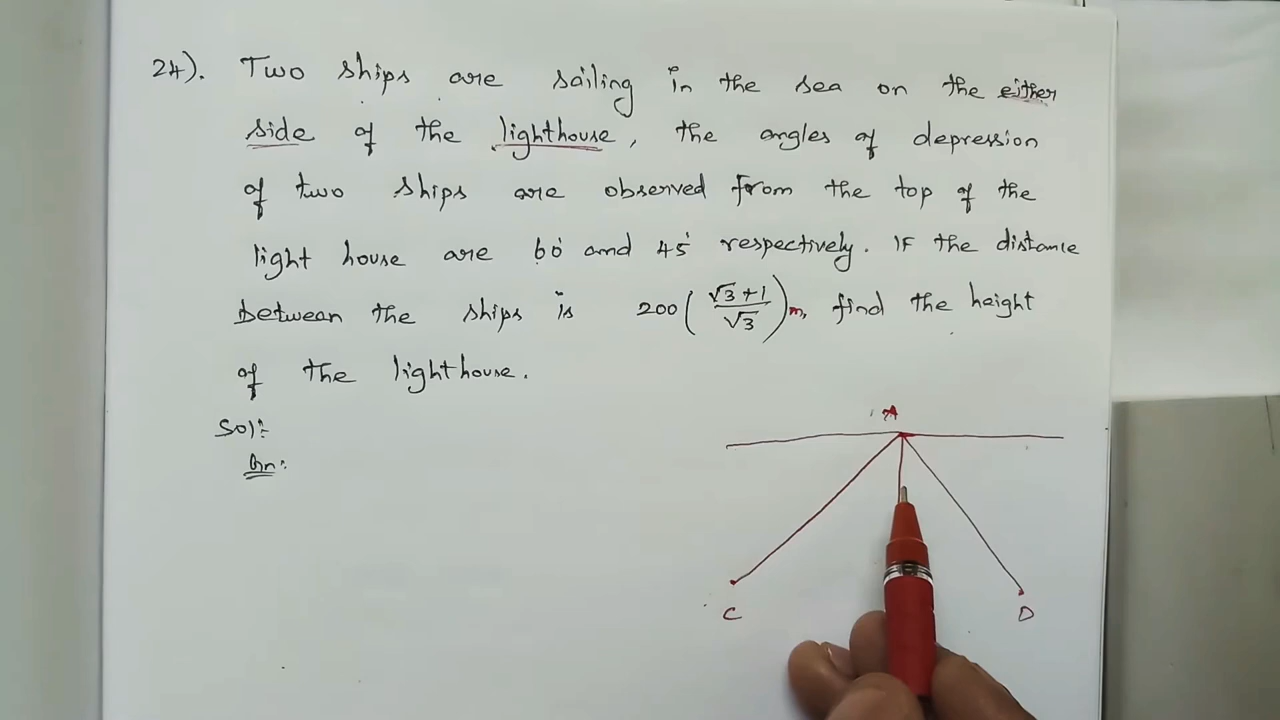 24). Two ships are sailing in the sea on the either
side of the lighthouse, the angles of depression
of two ships are observed from the top of the
light house are 60° and 45° respectively. If the distance
between the ships is 200 (√3+1/√3)m, find the height
of the lighthouse.
Sol:
A
C
D